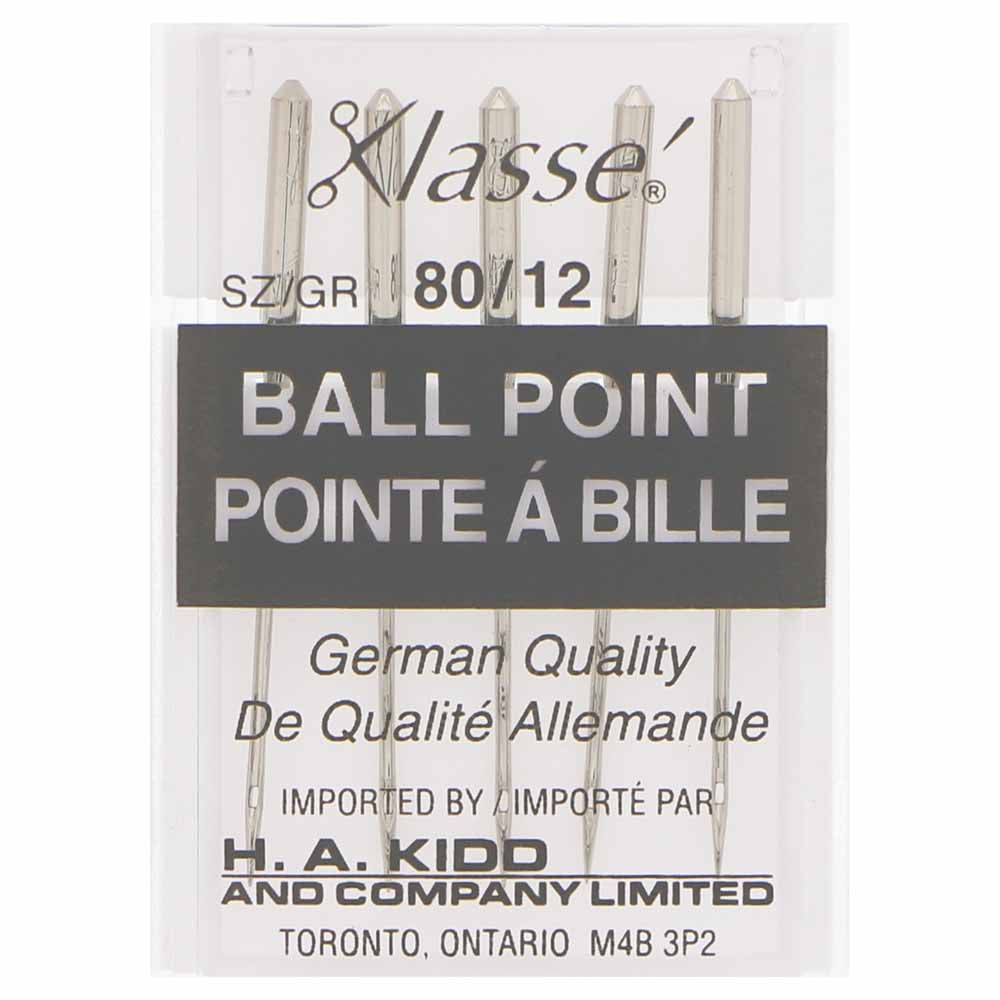 Klassé®
SZ/GR 80/12
BALL POINT
POINTE Á BILLE
German Quality
De Qualité Allemande
IMPORTED BY / IMPORTÉ PAR
H. A. KIDD
AND COMPANY LIMITED
TORONTO, ONTARIO M4B 3P2